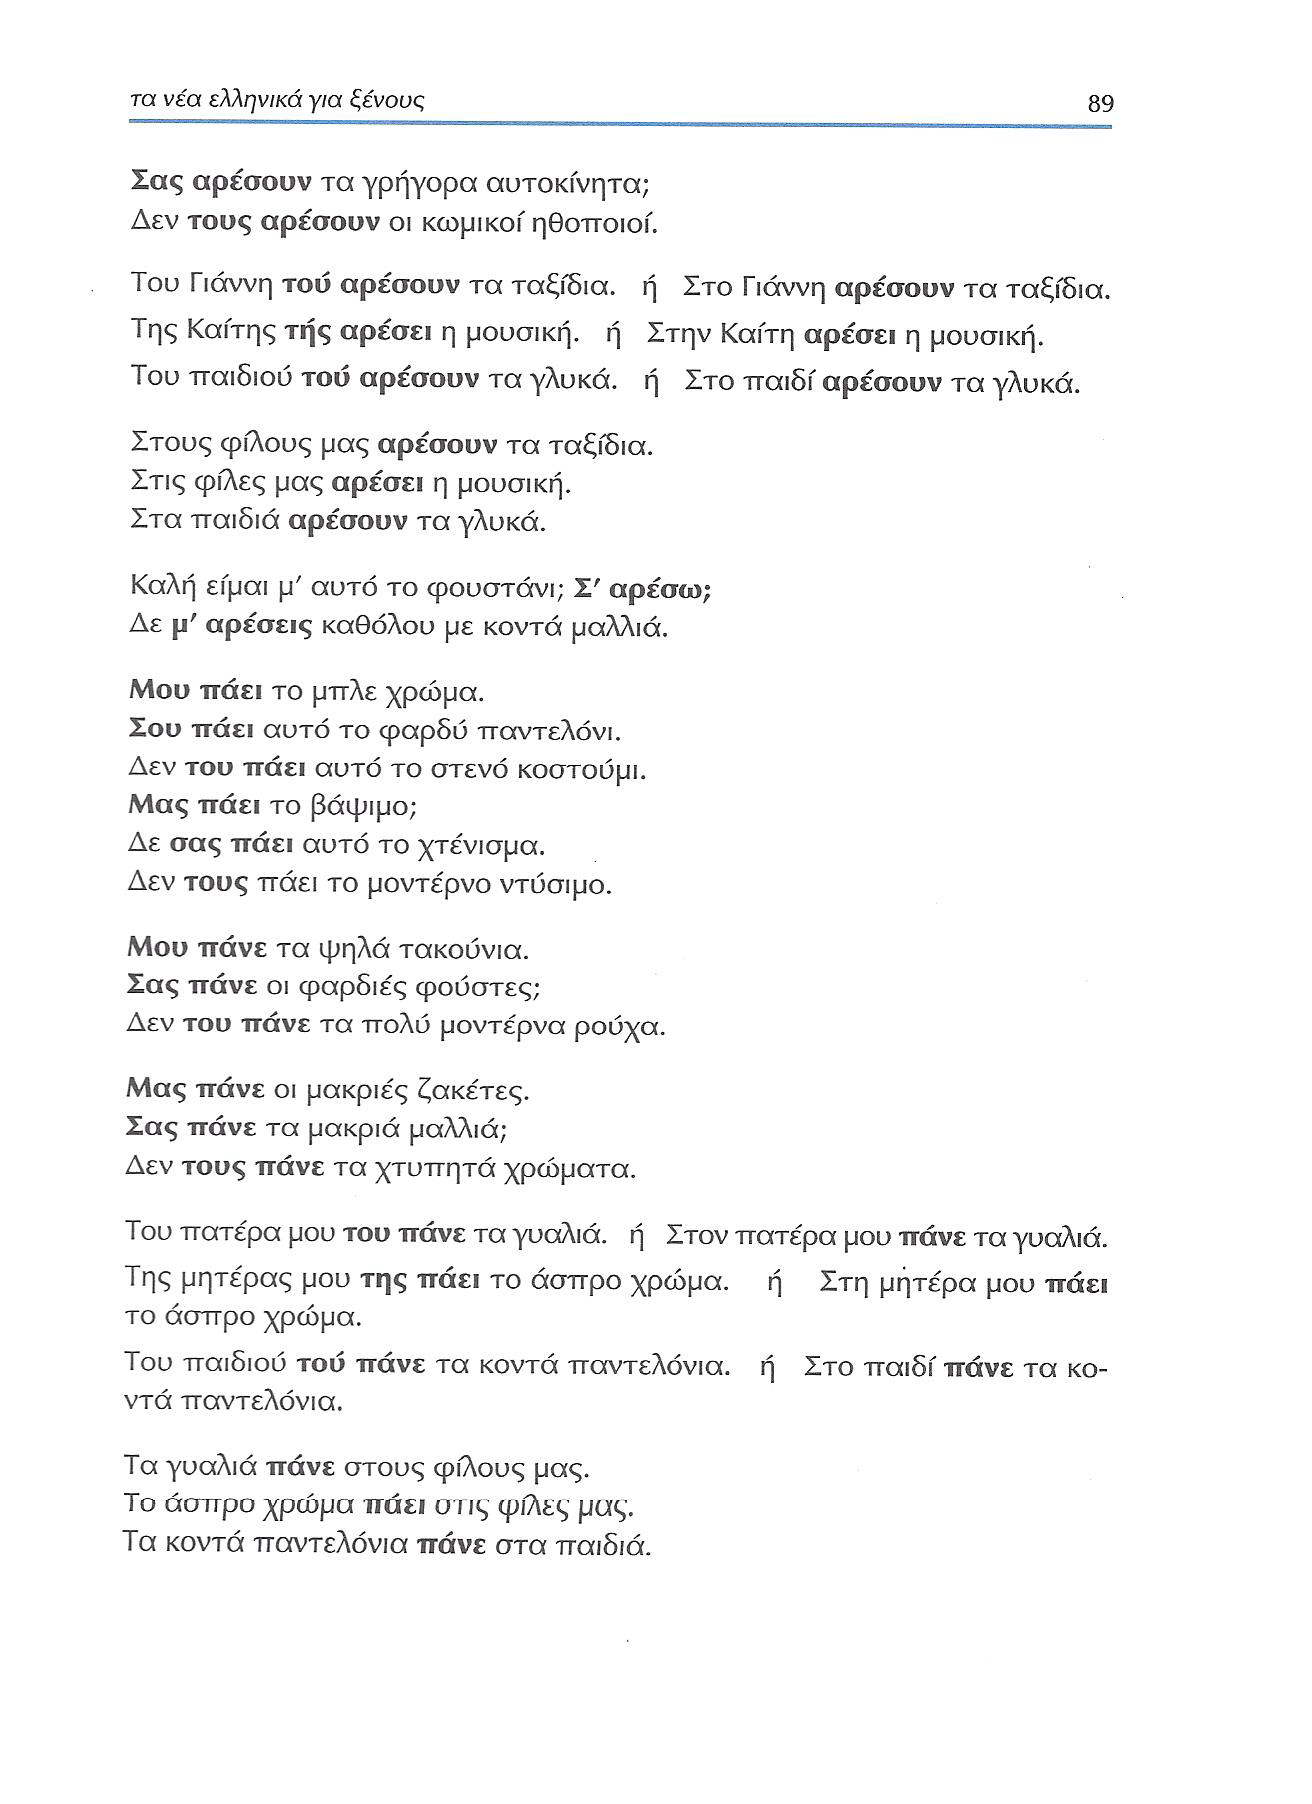 τα νέα ελληνικά για ξένους 89
Σας αρέσουν τα γρήγορα αυτοκίνητα;
Δεν τους αρέσουν οι κωμικοί ηθοποιοί.
Του Γιάννη τού αρέσουν τα ταξίδια. ή Στο Γιάννη αρέσουν τα ταξίδια.
Της Καίτης τής αρέσει η μουσική. ή Στην Καίτη αρέσει η μουσική.
Του παιδιού τού αρέσουν τα γλυκά. ή Στο παιδί αρέσουν τα γλυκά.
Στους φίλους μας αρέσουν τα ταξίδια.
Στις φίλες μας αρέσει η μουσική.
Στα παιδιά αρέσουν τα γλυκά.
Καλή είμαι μ' αυτό το φουστάνι; Σ' αρέσω;
Δε μ' αρέσεις καθόλου με κοντά μαλλιά.
Μου πάει το μπλε χρώμα.
Σου πάει αυτό το φαρδύ παντελόνι.
Δεν του πάει αυτό το στενό κοστούμι.
Μας πάει το βάψιμο;
Δε σας πάει αυτό το χτένισμα.
Δεν τους πάει το μοντέρνο ντύσιμο.
Μου πάνε τα ψηλά τακούνια.
Σας πάνε οι φαρδιές φούστες;
Δεν του πάνε τα πολύ μοντέρνα ρούχα.
Μας πάνε οι μακριές ζακέτες.
Σας πάνε τα μακριά μαλλιά;
Δεν τους πάνε τα χτυπητά χρώματα.
Του πατέρα μου του πάνε τα γυαλιά. ή Στον πατέρα μου πάνε τα γυαλιά.
Της μητέρας μου της πάει το άσπρο χρώμα. ή Στη μητέρα μου πάει
το άσπρο χρώμα.
Του παιδιού τού πάνε τα κοντά παντελόνια. ή Στο παιδί πάνε τα κο-
ντά παντελόνια.
Τα γυαλιά πάνε στους φίλους μας.
Το άσπρο χρώμα πάει στις φίλες μας.
Τα κοντά παντελόνια πάνε στα παιδιά.